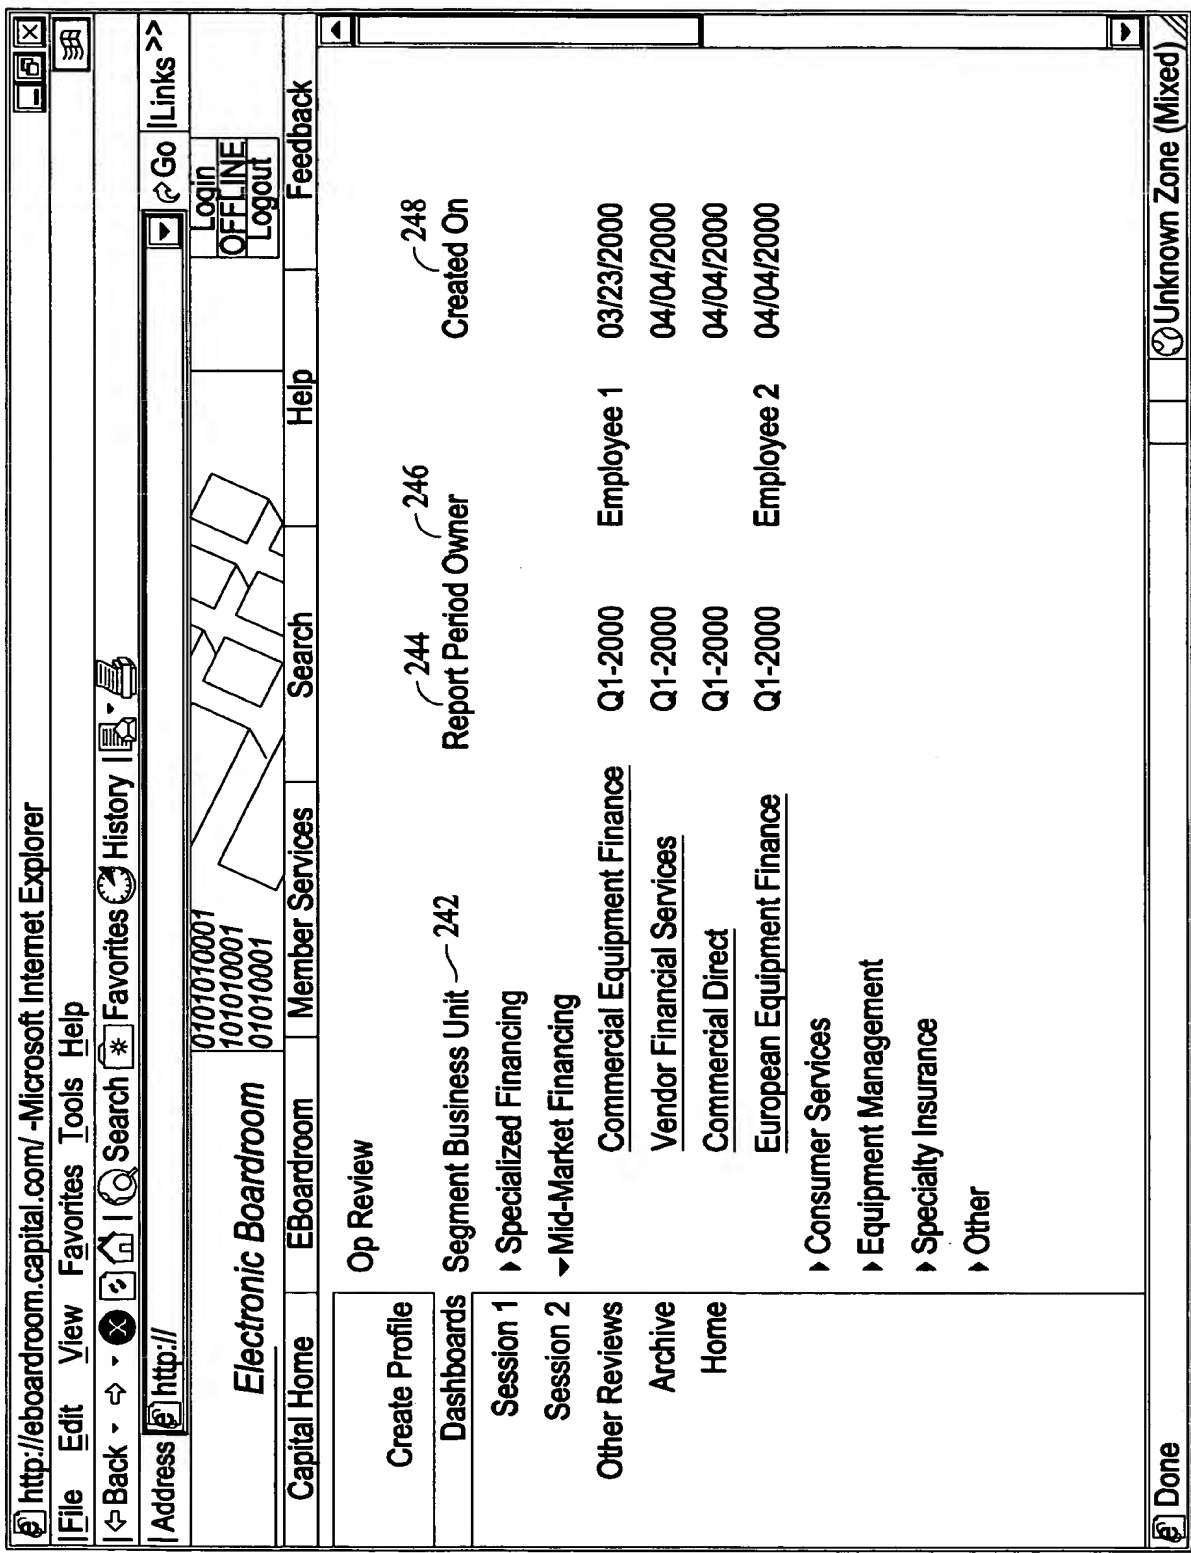 http://eboardroom.capital.com/ -Microsoft Internet Explorer
File Edit View Favorites Tools Help
Back Search Favorites History
Address http:// Go Links >>
Electronic Boardroom
0101010001
101010001
01010001
Login
OFFLINE
Logout
Capital Home EBoardroom Member Services Search Help Feedback
Create Profile
Dashboards
Session 1
Session 2
Other Reviews
Archive
Home
Op Review
244 246 248
Segment Business Unit 242 Report Period Owner Created On
Specialized Financing
Mid-Market Financing
Commercial Equipment Finance Q1-2000 Employee 1 03/23/2000
Vendor Financial Services Q1-2000 04/04/2000
Commercial Direct Q1-2000 04/04/2000
European Equipment Finance Q1-2000 Employee 2 04/04/2000
Consumer Services
Equipment Management
Specialty Insurance
Other
Done Unknown Zone (Mixed)